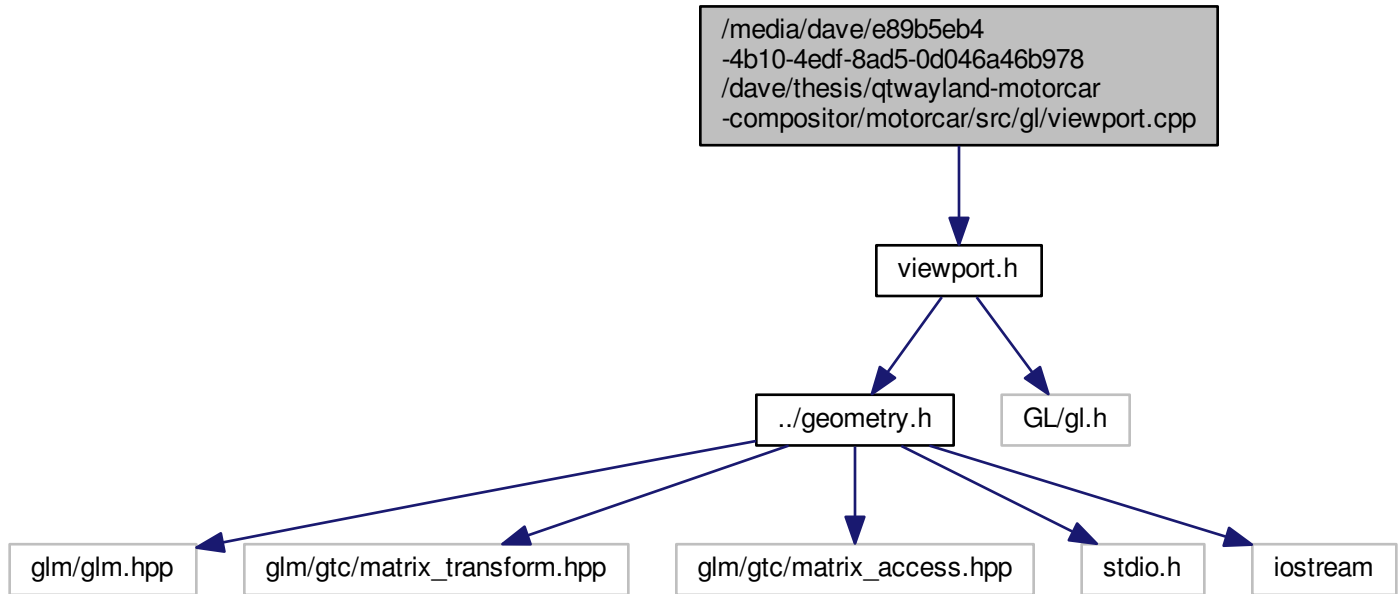 /media/dave/e89b5eb4
-4b10-4edf-8ad5-0d046a46b978
/dave/thesis/qtwayland-motorcar
-compositor/motorcar/src/gl/viewport.cpp
viewport.h
../geometry.h
GL/gl.h
glm/glm.hpp
glm/gtc/matrix_transform.hpp
glm/gtc/matrix_access.hpp
stdio.h
iostream